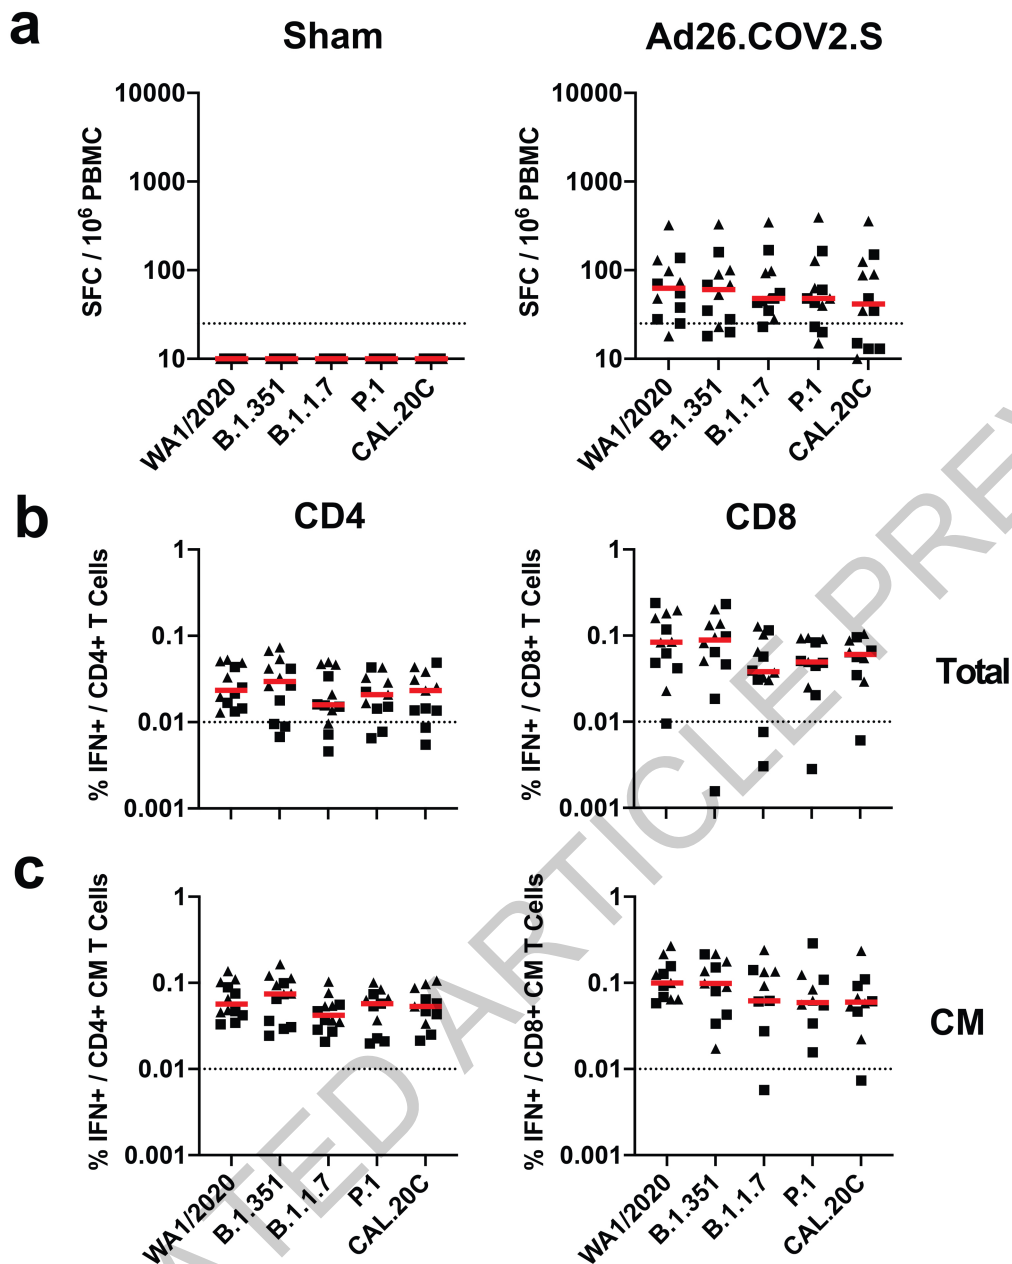 a
Sham
Ad26.COV2.S
SFC / 10⁶ PBMC
10000
1000
100
10
WA1/2020
B.1.351
B.1.1.7
P.1
CAL.20C
SFC / 10⁶ PBMC
10000
1000
100
10
WA1/2020
B.1.351
B.1.1.7
P.1
CAL.20C
b
CD4
CD8
% IFN+ / CD4+ T Cells
1
0.1
0.01
0.001
% IFN+ / CD8+ T Cells
1
0.1
0.01
0.001
Total
c
% IFN+ / CD4+ CM T Cells
1
0.1
0.01
0.001
WA1/2020
B.1.351
B.1.1.7
P.1
CAL.20C
% IFN+ / CD8+ CM T Cells
1
0.1
0.01
0.001
WA1/2020
B.1.351
B.1.1.7
P.1
CAL.20C
CM
ATED ARTICLE PRE